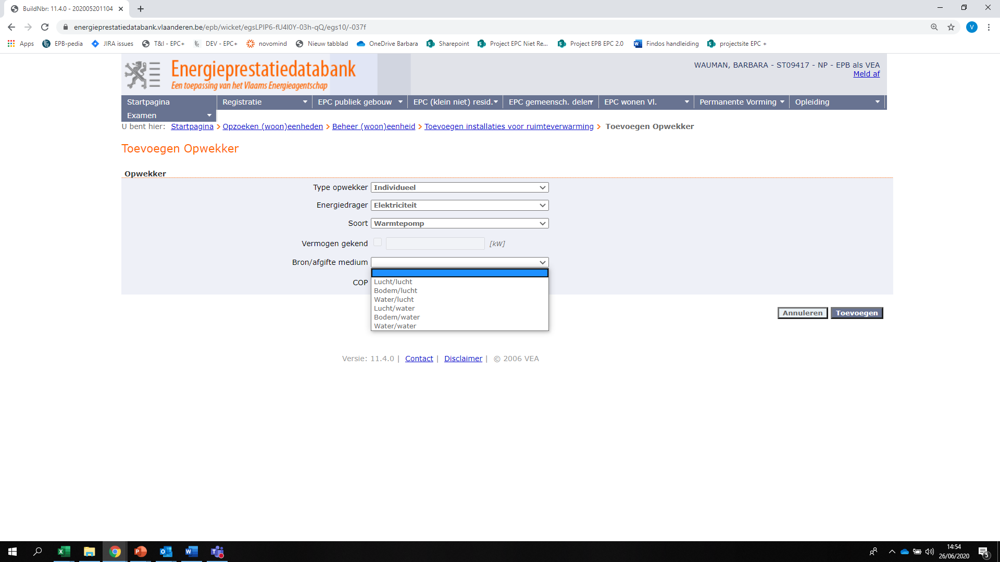 BuildNbr: 11.4.0 - 202005201104
energieprestatiedatabank.vlaanderen.be/epb/wicket/egsLPIP6-fU4I0Y-03h-qQ/egs10/-037f
V
Apps EPB-pedia JIRA issues T&I - EPC+ DEV - EPC+ novomind Nieuw tabblad OneDrive Barbara Sharepoint Project EPC Niet Re... Project EPB EPC 2.0 Findos handleiding projectsite EPC +
Energieprestatiedatabank
Een toepassing van het Vlaams Energieagentschap
WAUMAN, BARBARA - ST09417 - NP - EPB als VEA
Meld af
Startpagina Registratie EPC publiek gebouw EPC (klein niet) resid. EPC gemeensch. delen EPC wonen Vl. Permanente Vorming Opleiding
Examen
U bent hier: Startpagina > Opzoeken (woon)eenheden > Beheer (woon)eenheid > Toevoegen installaties voor ruimteverwarming > Toevoegen Opwekker
Toevoegen Opwekker
Opwekker
Type opwekker Individueel
Energiedrager Elektriciteit
Soort Warmtepomp
Vermogen gekend [kW]
Bron/afgifte medium
COP
Lucht/lucht
Bodem/lucht
Water/lucht
Lucht/water
Bodem/water
Water/water
Annuleren Toevoegen
Versie: 11.4.0 | Contact | Disclaimer | © 2006 VEA
14:54
26/06/2020
5